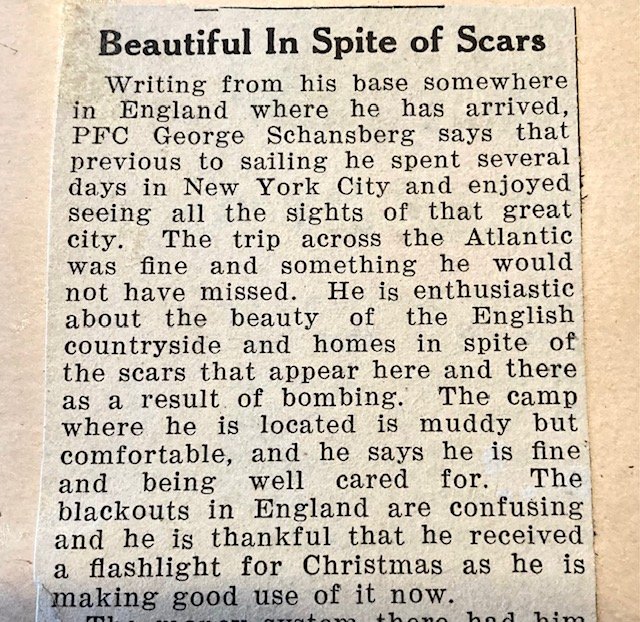 Beautiful In Spite of Scars
Writing from his base somewhere
in England where he has arrived,
PFC George Schansberg says that
previous to sailing he spent several
days in New York City and enjoyed
seeing all the sights of that great
city. The trip across the Atlantic
was fine and something he would
not have missed. He is enthusiastic
about the beauty of the English
countryside and homes in spite of
the scars that appear here and there
as a result of bombing. The camp
where he is located is muddy but
comfortable, and he says he is fine
and being well cared for. The
blackouts in England are confusing
and he is thankful that he received
a flashlight for Christmas as he is
making good use of it now.
The money system there had him